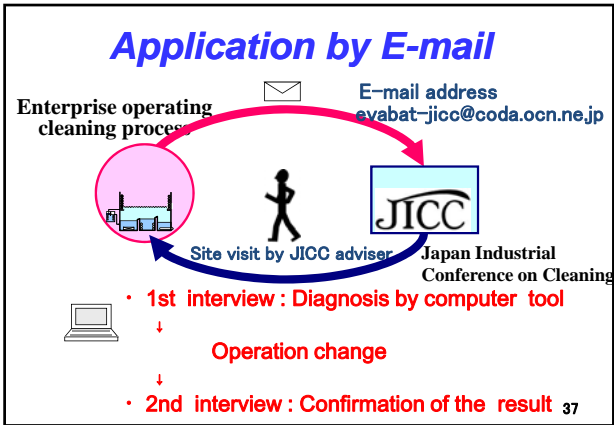 Application by E-mail
E-mail address
evabat-jicc@coda.ocn.ne.jp
Enterprise operating
cleaning process
JICC
Site visit by JICC adviser
Japan Industrial
Conference on Cleaning
・ 1st interview : Diagnosis by computer tool
↓
Operation change
↓
・ 2nd interview : Confirmation of the result
37